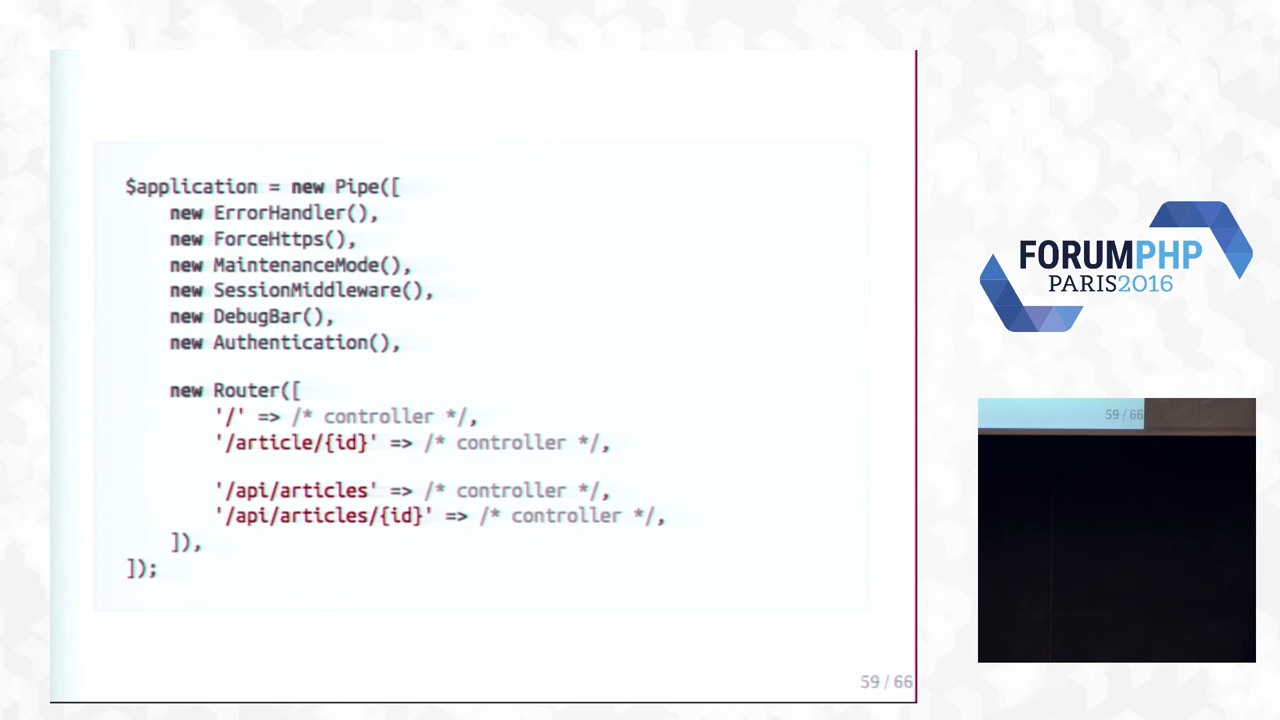 $application = new Pipe([
    new ErrorHandler(),
    new ForceHttps(),
    new MaintenanceMode(),
    new SessionMiddleware(),
    new DebugBar(),
    new Authentication(),
    new Router([
        '/' => /* controller */,
        '/article/{id}' => /* controller */,
        '/api/articles' => /* controller */,
        '/api/articles/{id}' => /* controller */,
    ]),
]);
59 / 66
FORUMPHP
PARIS2016
59 / 66